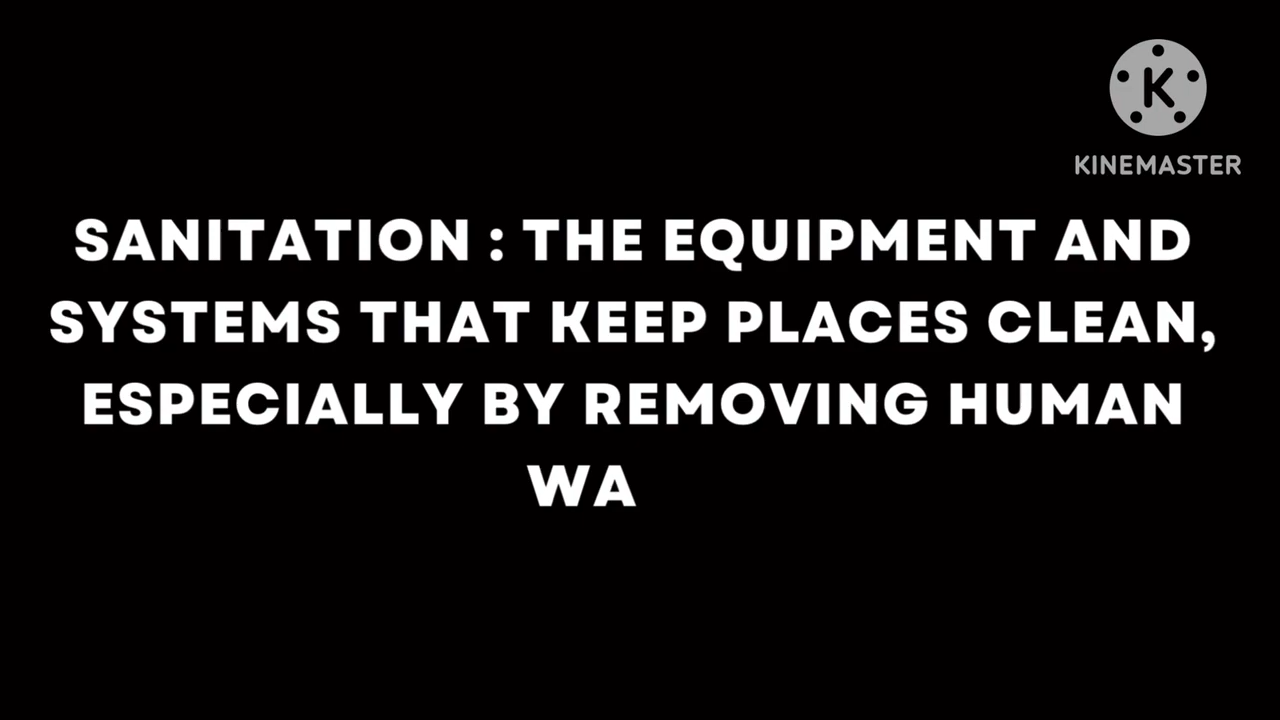 K
KINEMASTER
SANITATION : THE EQUIPMENT AND
SYSTEMS THAT KEEP PLACES CLEAN,
ESPECIALLY BY REMOVING HUMAN
WA